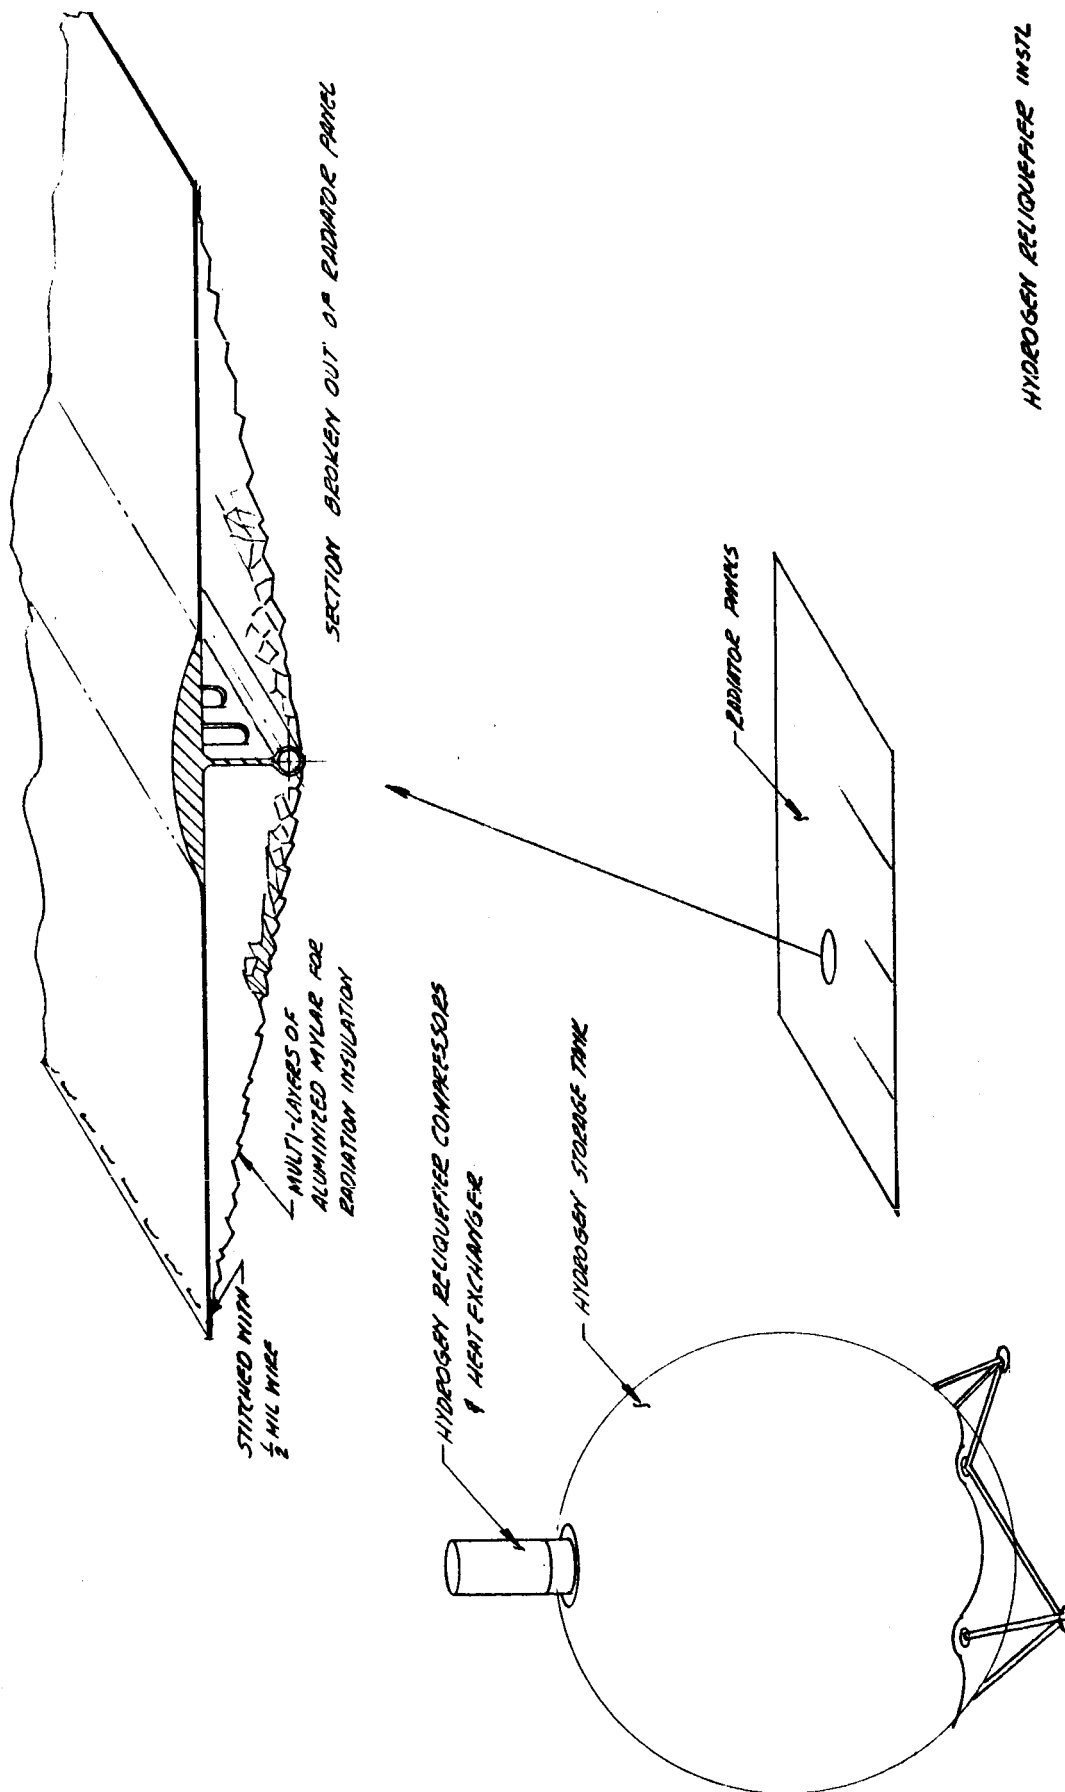 SECTION BROKEN OUT OF RADIATOR PANEL
STITCHED WITH
1/2 MIL WIRE
MULTI-LAYERS OF
ALUMINIZED MYLAR FOR
RADIATION INSULATION
HYDROGEN RELIQUEFIER COMPRESSORS
& HEAT EXCHANGER
HYDROGEN STORAGE TANK
RADIATOR PANELS
HYDROGEN RELIQUEFIER INSTL